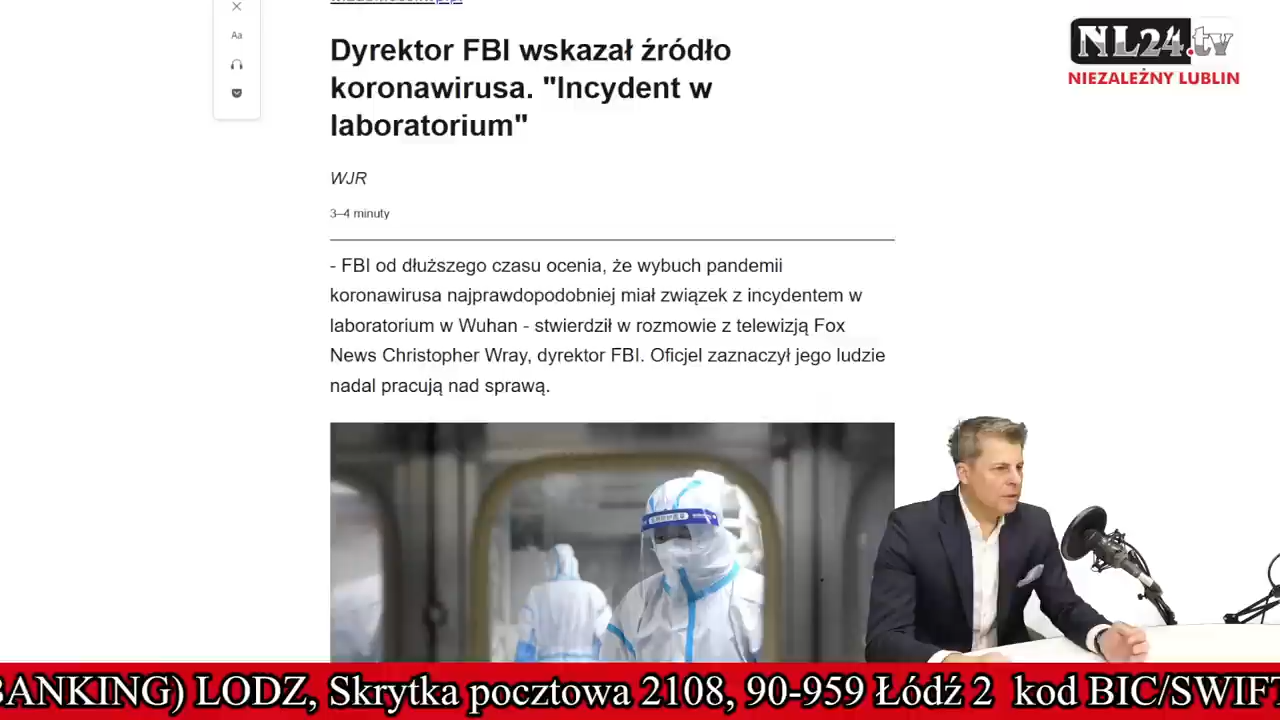 Aa
NL24.tv
NIEZALEŻNY LUBLIN
Dyrektor FBI wskazał źródło
koronawirusa. "Incydent w
laboratorium"
WJR
3–4 minuty
- FBI od dłuższego czasu ocenia, że wybuch pandemii
koronawirusa najprawdopodobniej miał związek z incydentem w
laboratorium w Wuhan - stwierdził w rozmowie z telewizją Fox
News Christopher Wray, dyrektor FBI. Oficjel zaznaczył jego ludzie
nadal pracują nad sprawą.
BANKING) LODZ, Skrytka pocztowa 2108, 90-959 Łódź 2 kod BIC/SWIFT